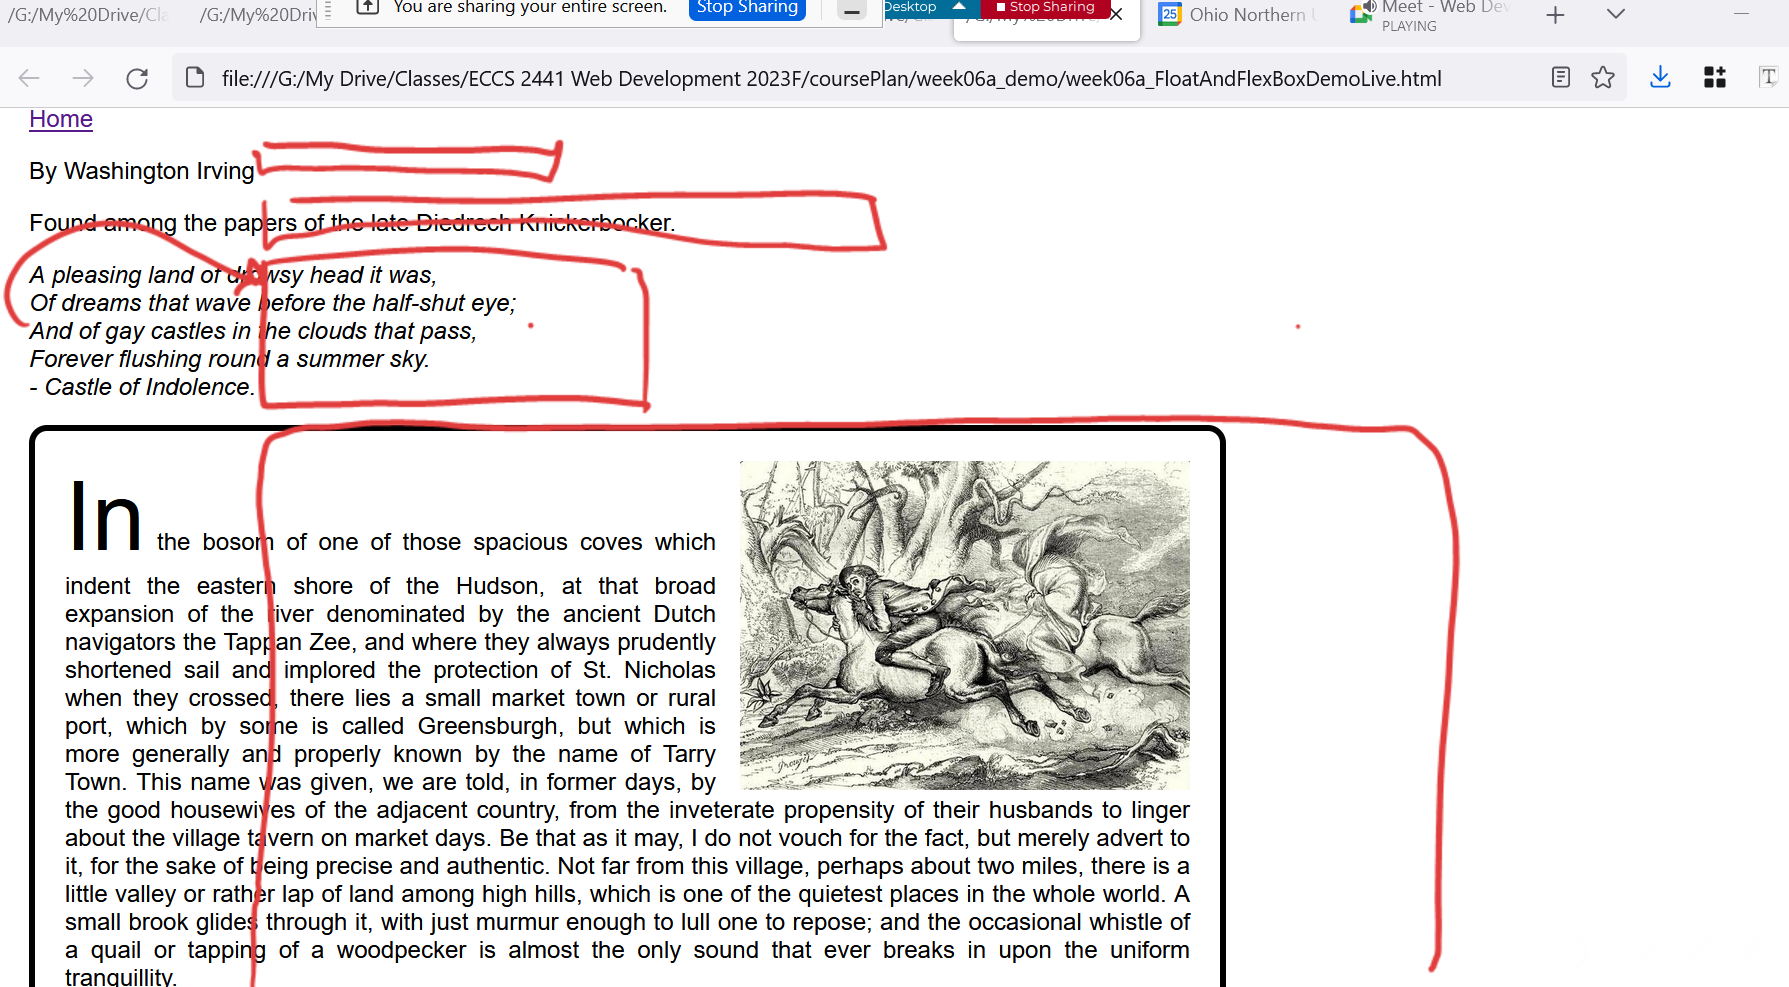 /G:/My%20Drive/Cla
/G:/My%20Driv
You are sharing your entire screen.
Stop Sharing
Desktop
Stop Sharing
25
Ohio Northern U
Meet - Web Dev
PLAYING
file:///G:/My Drive/Classes/ECCS 2441 Web Development 2023F/coursePlan/week06a_demo/week06a_FloatAndFlexBoxDemoLive.html
T
Home
By Washington Irving
Found among the papers of the late Diedrech Knickerbocker.
A pleasing land of drowsy head it was,
Of dreams that wave before the half-shut eye;
And of gay castles in the clouds that pass,
Forever flushing round a summer sky.
- Castle of Indolence.
In the bosom of one of those spacious coves which
indent the eastern shore of the Hudson, at that broad
expansion of the river denominated by the ancient Dutch
navigators the Tappan Zee, and where they always prudently
shortened sail and implored the protection of St. Nicholas
when they crossed, there lies a small market town or rural
port, which by some is called Greensburgh, but which is
more generally and properly known by the name of Tarry
Town. This name was given, we are told, in former days, by
the good housewives of the adjacent country, from the inveterate propensity of their husbands to linger
about the village tavern on market days. Be that as it may, I do not vouch for the fact, but merely advert to
it, for the sake of being precise and authentic. Not far from this village, perhaps about two miles, there is a
little valley or rather lap of land among high hills, which is one of the quietest places in the whole world. A
small brook glides through it, with just murmur enough to lull one to repose; and the occasional whistle of
a quail or tapping of a woodpecker is almost the only sound that ever breaks in upon the uniform
tranquillity.